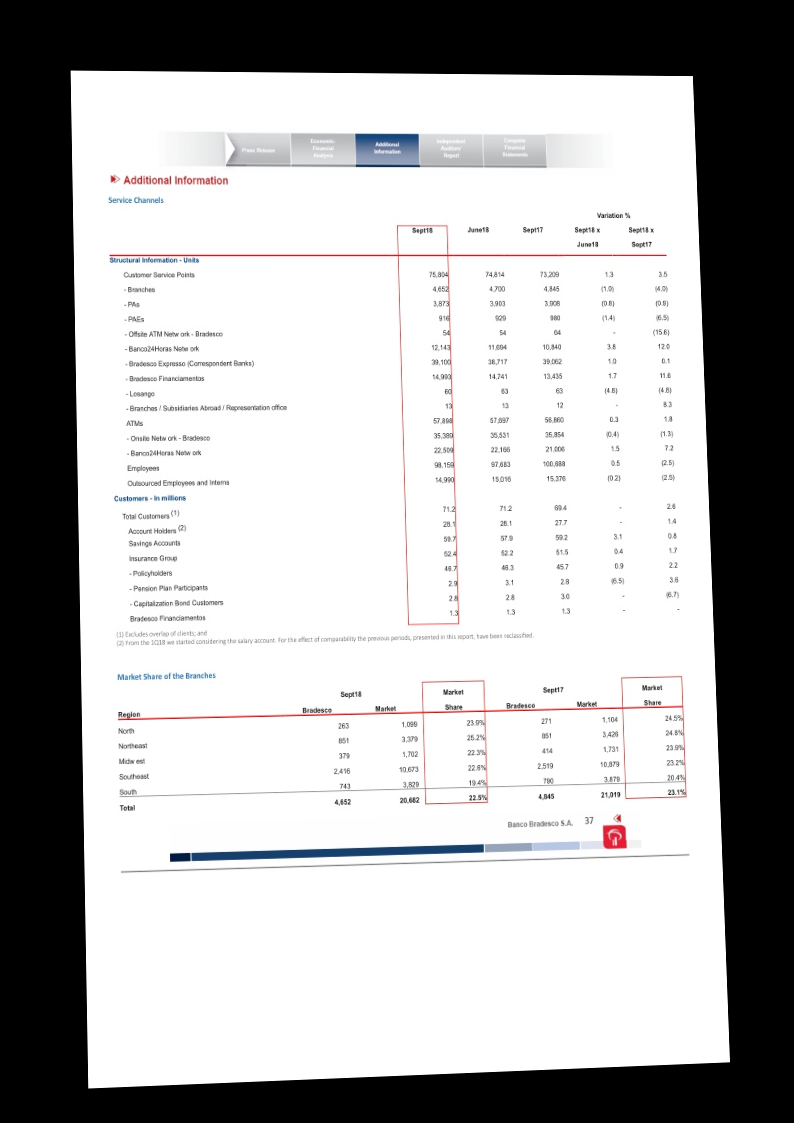 Press Release
Economic-Financial Analysis
Additional Information
Independent Auditors' Report
Complete Financial Statements
Additional Information
Service Channels
Variation %
Sept18 June18 Sept17 Sept18 x June18 Sept18 x Sept17
Structural Information - Units
Customer Service Points 75,804 74,814 73,209 1.3 3.5
- Branches 4,652 4,700 4,845 (1.0) (4.0)
- PAs 3,873 3,903 3,908 (0.8) (0.9)
- PAEs 916 929 980 (1.4) (6.5)
- Offsite ATM Netw ork - Bradesco 54 54 64 - (15.6)
- Banco24Horas Netw ork 12,143 11,694 10,840 3.8 12.0
- Bradesco Expresso (Correspondent Banks) 39,100 38,717 39,062 1.0 0.1
- Bradesco Financiamentos 14,993 14,741 13,435 1.7 11.6
- Losango 60 63 63 (4.8) (4.8)
- Branches / Subsidiaries Abroad / Representation office 13 13 12 - 8.3
ATMs 57,898 57,697 56,860 0.3 1.8
- Onsite Netw ork - Bradesco 35,389 35,531 35,854 (0.4) (1.3)
- Banco24Horas Netw ork 22,509 22,166 21,006 1.5 7.2
Employees 98,159 97,683 100,688 0.5 (2.5)
Outsourced Employees and Interns 14,990 15,016 15,376 (0.2) (2.5)
Customers - In millions
Total Customers (1) 71.2 71.2 69.4 - 2.6
Account Holders (2) 28.1 28.1 27.7 - 1.4
Savings Accounts 59.7 57.9 59.2 3.1 0.8
Insurance Group 52.4 52.2 51.5 0.4 1.7
- Policyholders 46.7 46.3 45.7 0.9 2.2
- Pension Plan Participants 2.9 3.1 2.8 (6.5) 3.6
- Capitalization Bond Customers 2.8 2.8 3.0 - (6.7)
Bradesco Financiamentos 1.3 1.3 1.3 - -
(1) Excludes overlap of clients; and
(2) From the 1Q18 we started considering the salary account. For the effect of comparability the previous periods, presented in this report, have been reclassified.
Market Share of the Branches
Sept18 Sept17
Region Bradesco Market Market Share Bradesco Market Market Share
North 263 1,099 23.9% 271 1,104 24.5%
Northeast 851 3,379 25.2% 851 3,426 24.8%
Midw est 379 1,702 22.3% 414 1,731 23.9%
Southeast 2,416 10,673 22.6% 2,519 10,879 23.2%
South 743 3,829 19.4% 790 3,879 20.4%
Total 4,652 20,682 22.5% 4,845 21,019 23.1%
Banco Bradesco S.A. 37